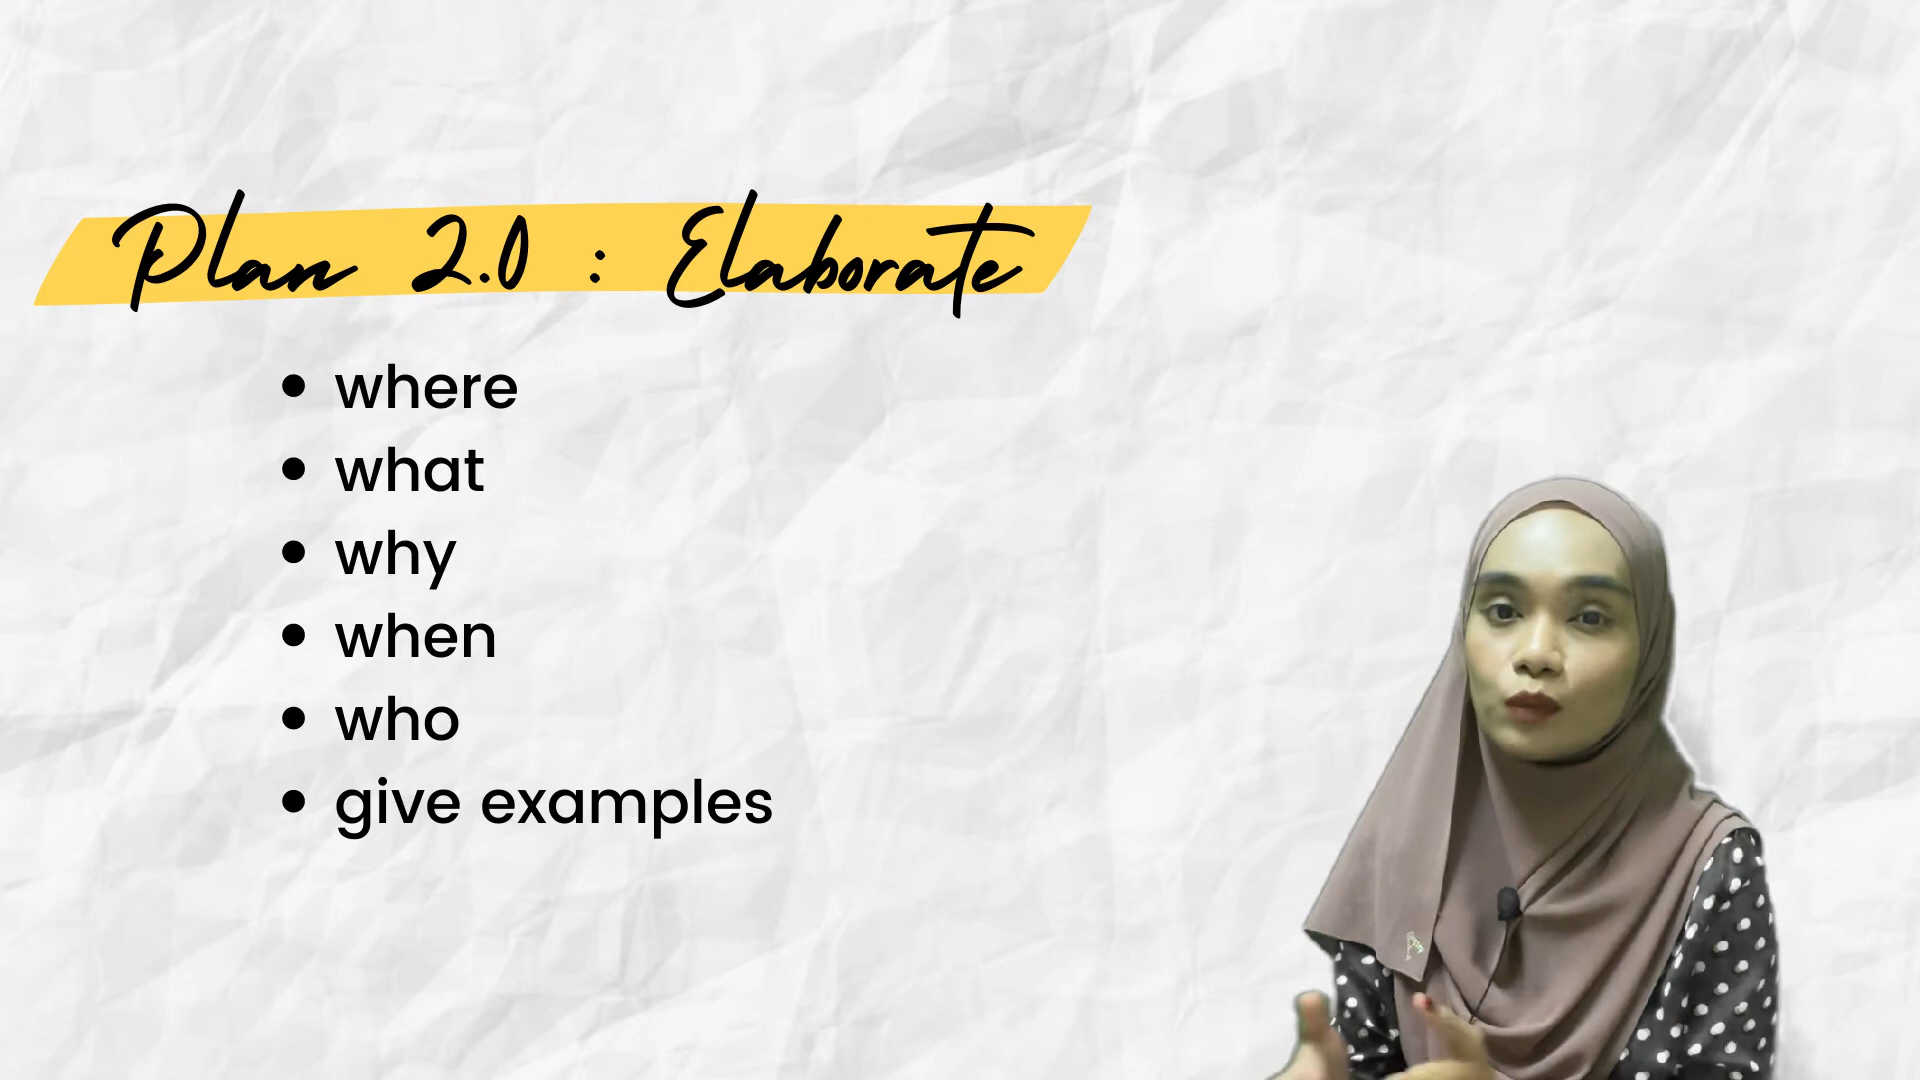 Plan 2.0 : Elaborate
• where
• what
• why
• when
• who
• give examples